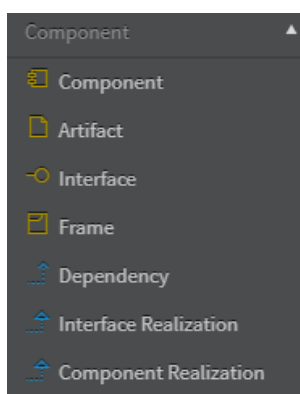 Component
Component
Artifact
Interface
Frame
Dependency
Interface Realization
Component Realization